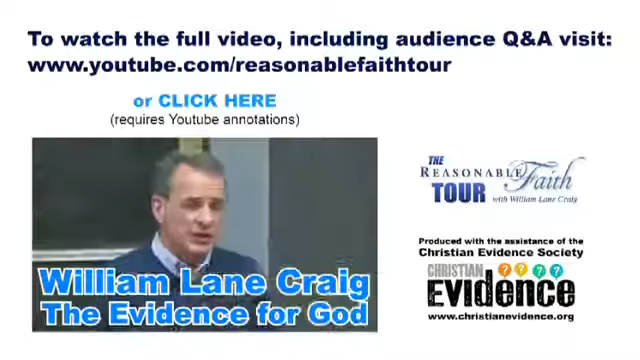 To watch the full video, including audience Q&A visit:
www.youtube.com/reasonablefaithtour
or CLICK HERE
(requires Youtube annotations)
William Lane Craig
The Evidence for God
THE
REASONABLE Faith
TOUR
with William Lane Craig
Produced with the assistance of the
Christian Evidence Society
CHRISTIAN ? ? ? ?
EVIDENCE
www.christianevidence.org